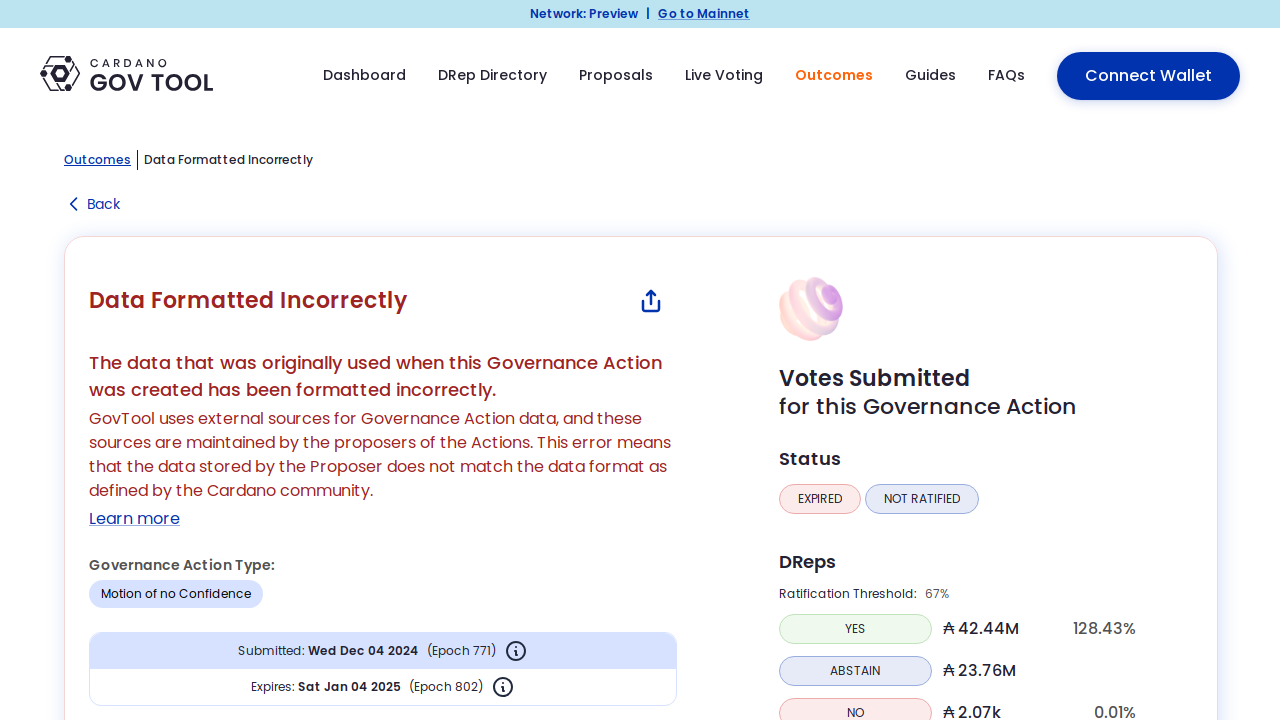 Network: Preview | Go to Mainnet
CARDANO
GOV TOOL
Dashboard
DRep Directory
Proposals
Live Voting
Outcomes
Guides
FAQs
Connect Wallet
Outcomes
Data Formatted Incorrectly
Back
Data Formatted Incorrectly
The data that was originally used when this Governance Action
was created has been formatted incorrectly.
GovTool uses external sources for Governance Action data, and these
sources are maintained by the proposers of the Actions. This error means
that the data stored by the Proposer does not match the data format as
defined by the Cardano community.
Learn more
Governance Action Type:
Motion of no Confidence
Submitted: Wed Dec 04 2024 (Epoch 771)
Expires: Sat Jan 04 2025 (Epoch 802)
Votes Submitted
for this Governance Action
Status
EXPIRED
NOT RATIFIED
DReps
Ratification Threshold: 67%
YES ₳ 42.44M 128.43%
ABSTAIN ₳ 23.76M
NO ₳ 2.07k 0.01%